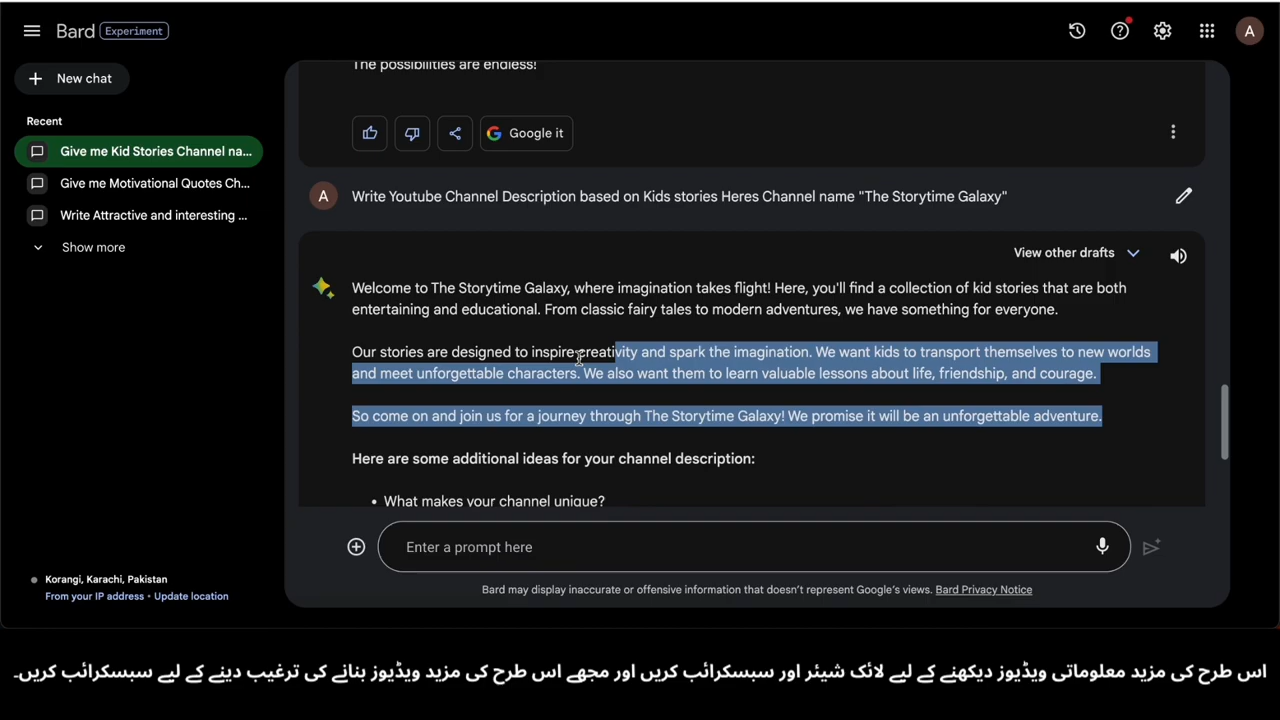 Bard Experiment
A
New chat
Recent
Give me Kid Stories Channel na...
Give me Motivational Quotes Ch...
Write Attractive and interesting ...
Show more
Korangi, Karachi, Pakistan
From your IP address • Update location
The possibilities are endless!
Google it
A Write Youtube Channel Description based on Kids stories Heres Channel name "The Storytime Galaxy"
View other drafts
Welcome to The Storytime Galaxy, where imagination takes flight! Here, you'll find a collection of kid stories that are both
entertaining and educational. From classic fairy tales to modern adventures, we have something for everyone.
Our stories are designed to inspire creativity and spark the imagination. We want kids to transport themselves to new worlds
and meet unforgettable characters. We also want them to learn valuable lessons about life, friendship, and courage.
So come on and join us for a journey through The Storytime Galaxy! We promise it will be an unforgettable adventure.
Here are some additional ideas for your channel description:
• What makes your channel unique?
Enter a prompt here
Bard may display inaccurate or offensive information that doesn't represent Google's views. Bard Privacy Notice
اس طرح کی مزید معلوماتی ویڈیوز دیکھنے کے لیے لائک شیئر اور سبسکرائب کریں اور مجھے اس طرح کی مزید ویڈیوز بنانے کی ترغیب دینے کے لیے سبسکرائب کریں۔